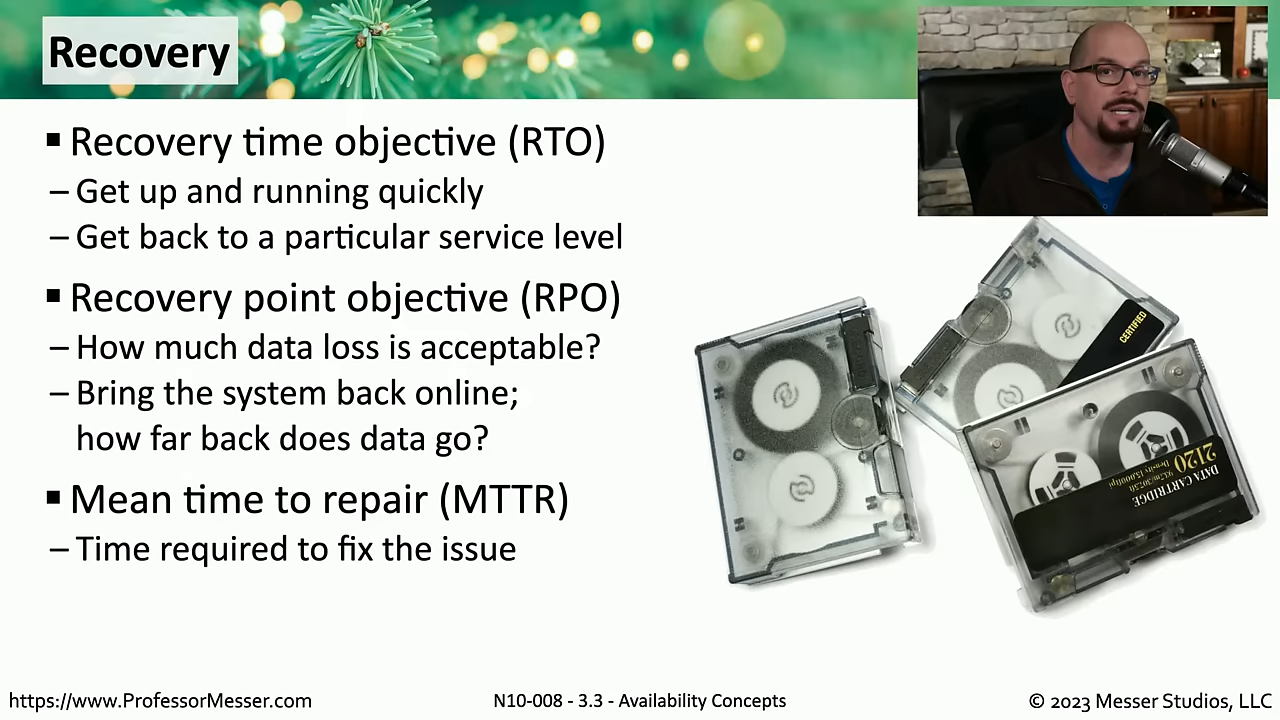 Recovery
▪ Recovery time objective (RTO)
– Get up and running quickly
– Get back to a particular service level
▪ Recovery point objective (RPO)
– How much data loss is acceptable?
– Bring the system back online;
how far back does data go?
▪ Mean time to repair (MTTR)
– Time required to fix the issue
CERTIFIED
2120
DATA CARTRIDGE
https://www.ProfessorMesser.com
N10-008 - 3.3 - Availability Concepts
© 2023 Messer Studios, LLC